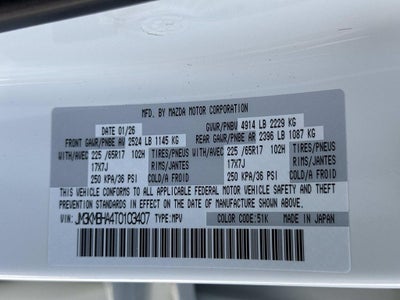 MFD. BY MAZDA MOTOR CORPORATION
DATE 01/26 GVWR/PNBV 4914 LB 2229 KG
FRONT GAWR/PNBE AV 2524 LB 1145 KG REAR GAWR/PNBE AR 2396 LB 1087 KG
WITH/AVEC 225/65R17 102H TIRES/PNEUS WITH/AVEC 225/65R17 102H TIRES/PNEUS
17X7J RIMS/JANTES 17X7J RIMS/JANTES
250 KPA/36 PSI COLD/A FROID 250 KPA/36 PSI COLD/A FROID
THIS VEHICLE CONFORMS TO ALL APPLICABLE FEDERAL MOTOR VEHICLE SAFETY AND THEFT
PREVENTION STANDARDS IN EFFECT ON THE DATE OF MANUFACTURE SHOWN ABOVE.
VIN: JM3KMBHA4T0103407 TYPE:MPV COLOR CODE:51K MADE IN JAPAN